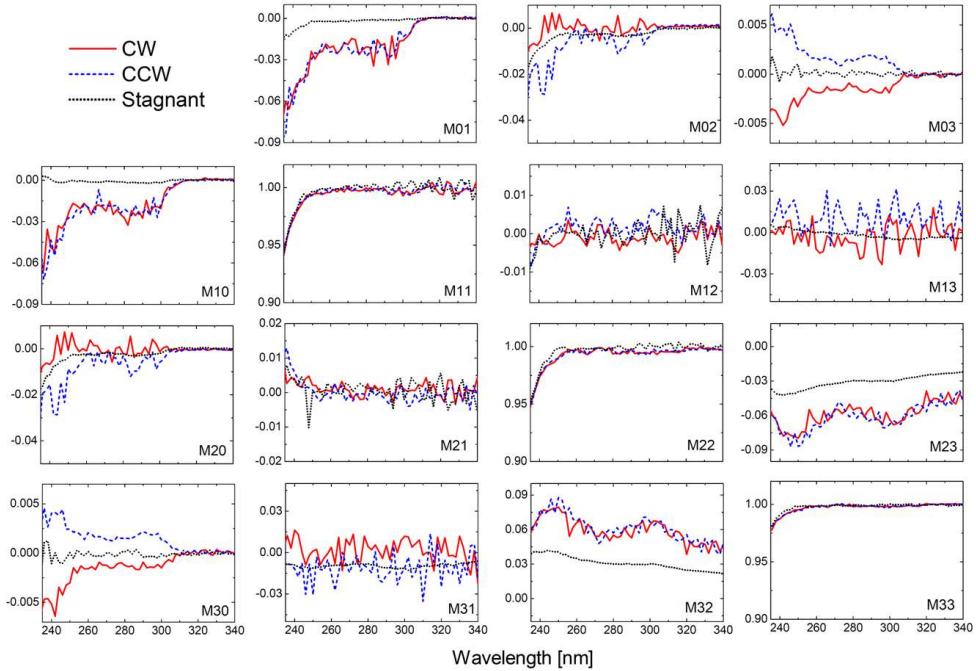 CW
CCW
Stagnant
0.00
-0.03
-0.06
-0.09
M01
0.00
-0.02
-0.04
M02
0.005
0.000
-0.005
M03
0.00
-0.03
-0.06
-0.09
M10
1.00
0.95
0.90
M11
0.01
0.00
-0.01
M12
0.03
0.00
-0.03
M13
0.00
-0.02
-0.04
M20
0.02
0.01
0.00
-0.01
-0.02
M21
1.00
0.95
0.90
M22
0.00
-0.03
-0.06
-0.09
M23
0.005
0.000
-0.005
M30
240 260 280 300 320 340
0.03
0.00
-0.03
M31
240 260 280 300 320 340
0.09
0.06
0.03
0.00
M32
240 260 280 300 320 340
1.00
0.95
0.90
M33
240 260 280 300 320 340
Wavelength [nm]